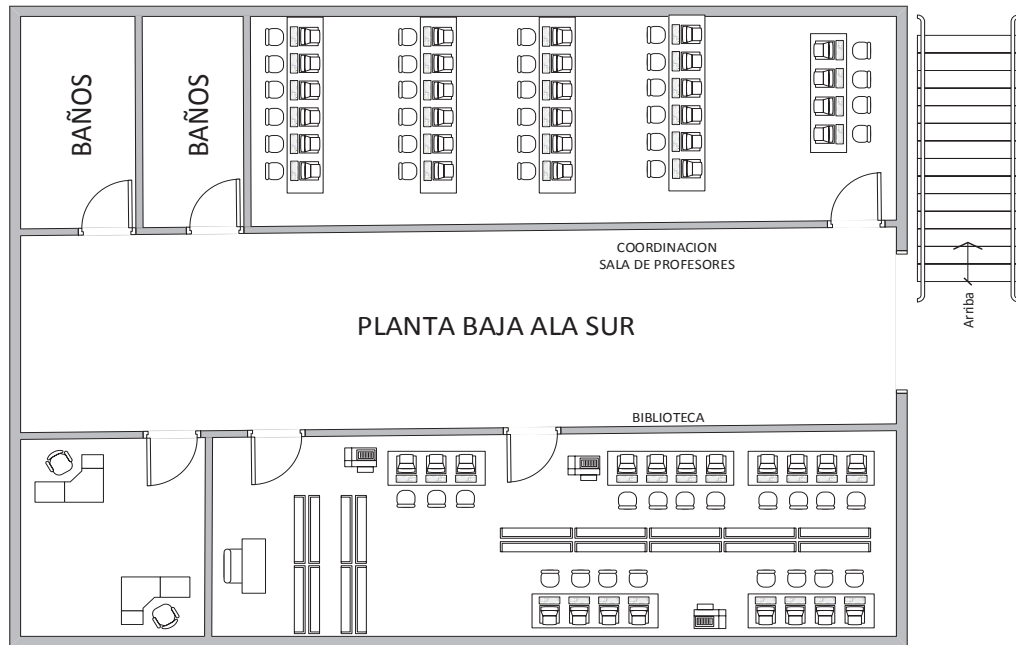 BAÑOS
BAÑOS
COORDINACION
SALA DE PROFESORES
PLANTA BAJA ALA SUR
Arriba
BIBLIOTECA